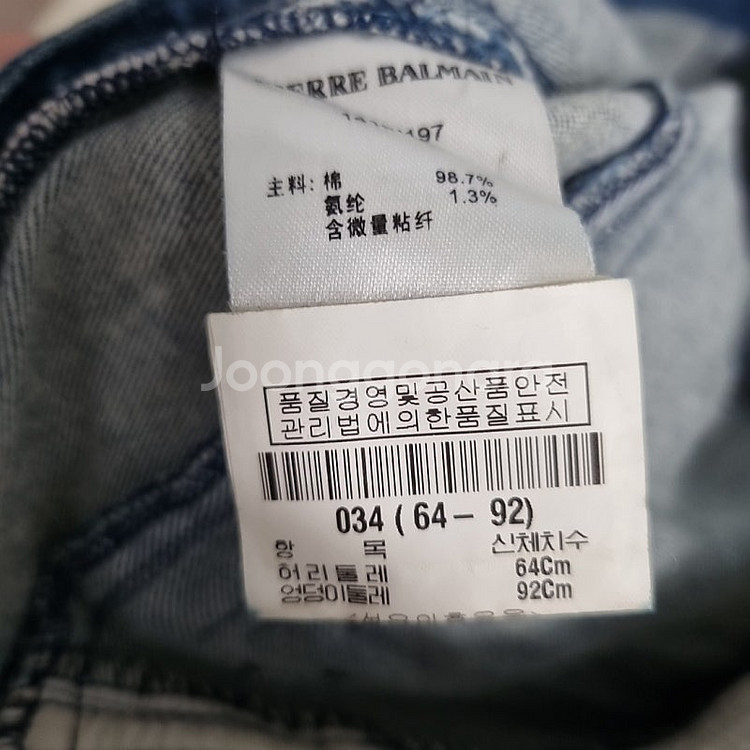 ERRE BALMAIN
197
主料: 棉 98.7%
氨纶 1.3%
含微量粘纤
Joonggonara
품질경영및공산품안전
관리법에의한품질표시
034 ( 64 - 92)
항 목 신체치수
허리둘레 64Cm
엉덩이둘레 92Cm